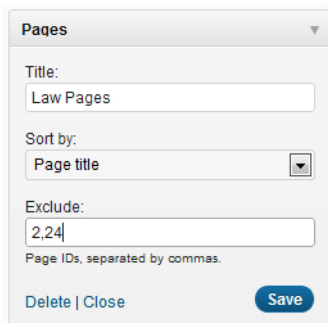 Pages
Title:
Law Pages
Sort by:
Page title
Exclude:
2,24
Page IDs, separated by commas.
Delete | Close Save